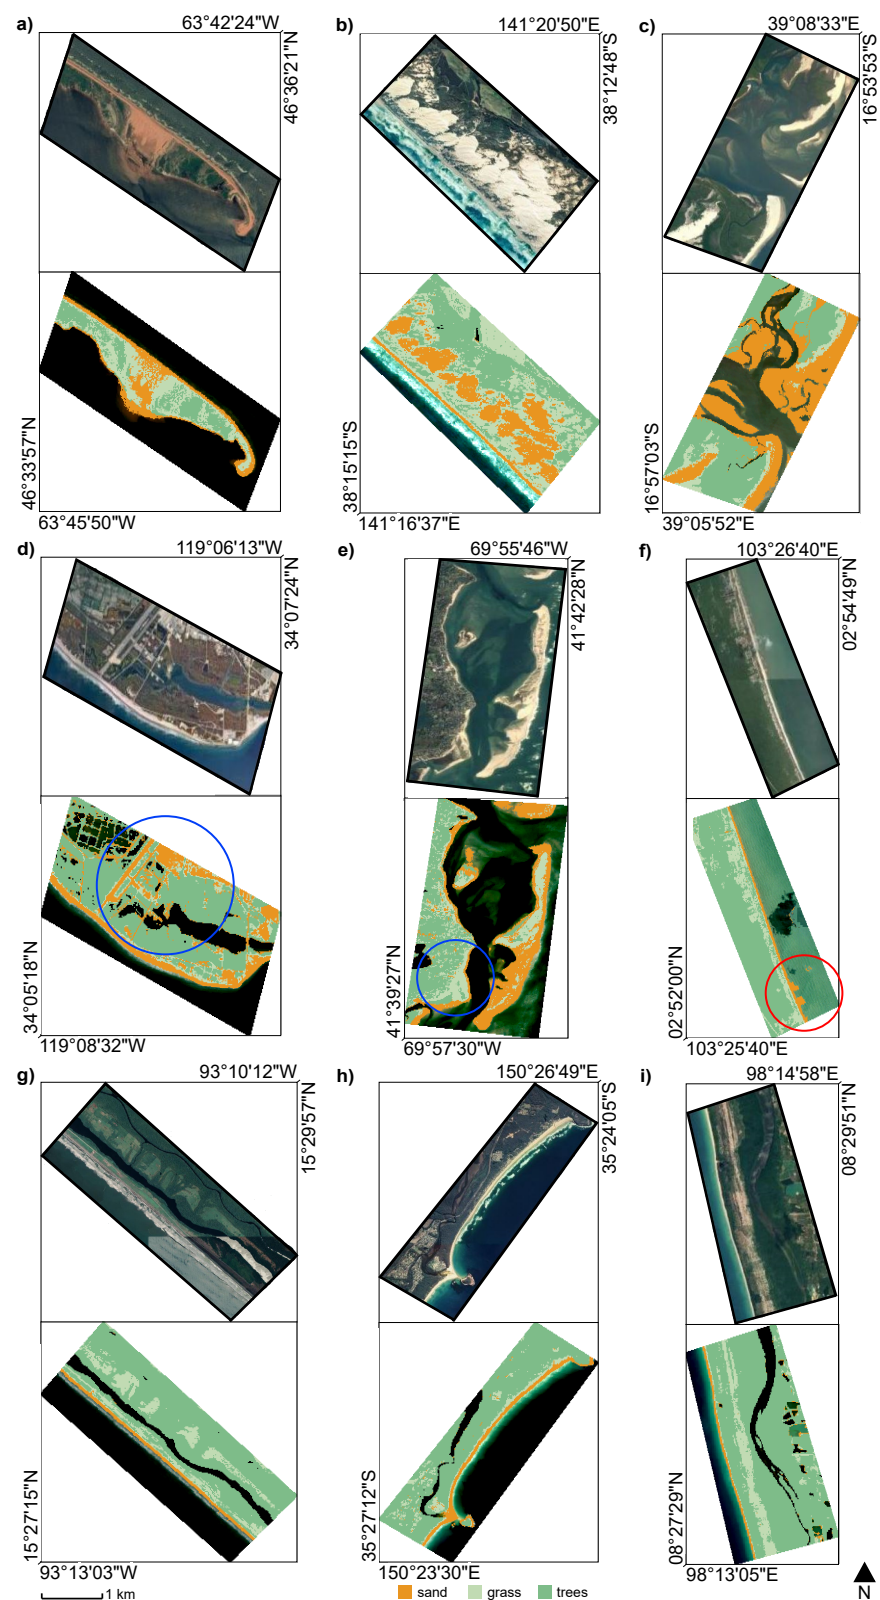 a)
63°42'24"W
46°36'21"N
46°33'57"N
63°45'50"W
b)
141°20'50"E
38°12'48"S
38°15'15"S
141°16'37"E
c)
39°08'33"E
16°53'53"S
16°57'03"S
39°05'52"E
d)
119°06'13"W
34°07'24"N
34°05'18"N
119°08'32"W
e)
69°55'46"W
41°42'28"N
41°39'27"N
69°57'30"W
f)
103°26'40"E
02°54'49"N
02°52'00"N
103°25'40"E
g)
93°10'12"W
15°29'57"N
15°27'15"N
93°13'03"W
h)
150°26'49"E
35°24'05"S
35°27'12"S
150°23'30"E
i)
98°14'58"E
08°29'51"N
08°27'29"N
98°13'05"E
1 km
sand grass trees
N